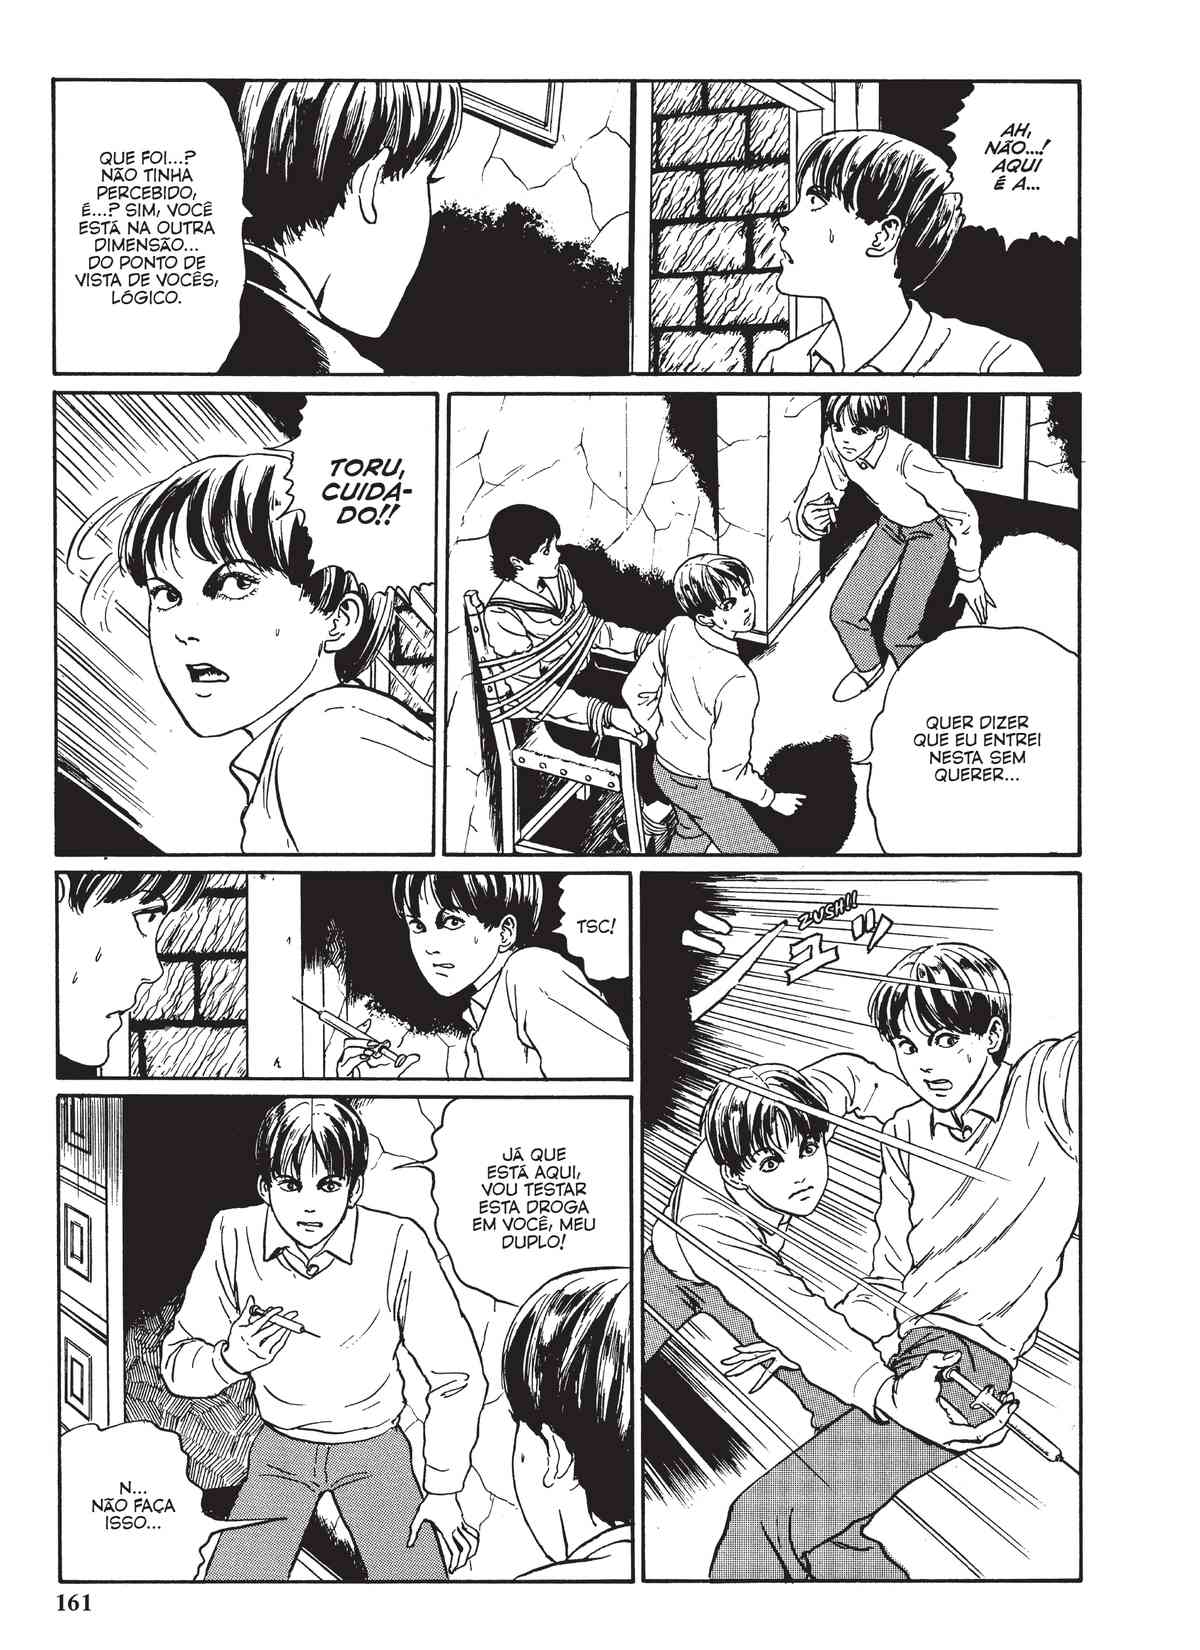 AH,
NÃO...!
AQUI
É A...
QUE FOI...?
NÃO TINHA
PERCEBIDO,
É...? SIM, VOCÊ
ESTÁ NA OUTRA
DIMENSÃO...
DO PONTO DE
VISTA DE VOCÊS,
LÓGICO.
QUER DIZER
QUE EU ENTREI
NESTA SEM
QUERER...
TORU,
CUIDA-
DO!!
ZUSH!!
ユッ
TSC!
JÁ QUE
ESTÁ AQUI,
VOU TESTAR
ESTA DROGA
EM VOCÊ, MEU
DUPLO!
N...
NÃO FAÇA
ISSO...
161